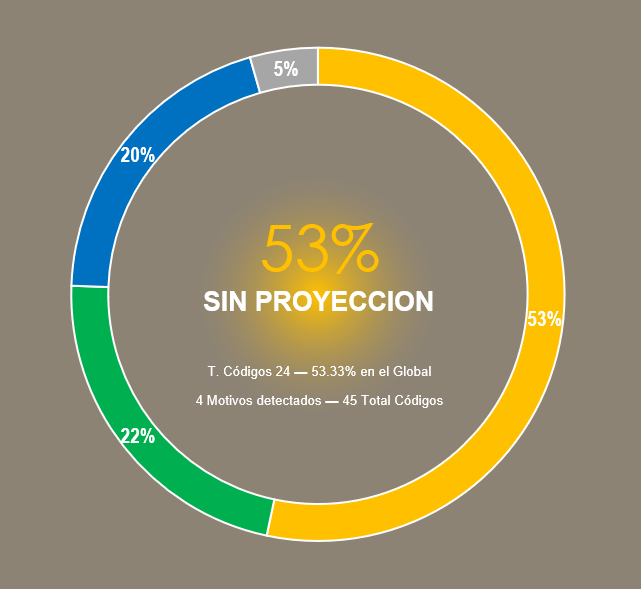 5%
20%
53%
SIN PROYECCION
53%
T. Códigos 24 — 53.33% en el Global
4 Motivos detectados — 45 Total Códigos
22%